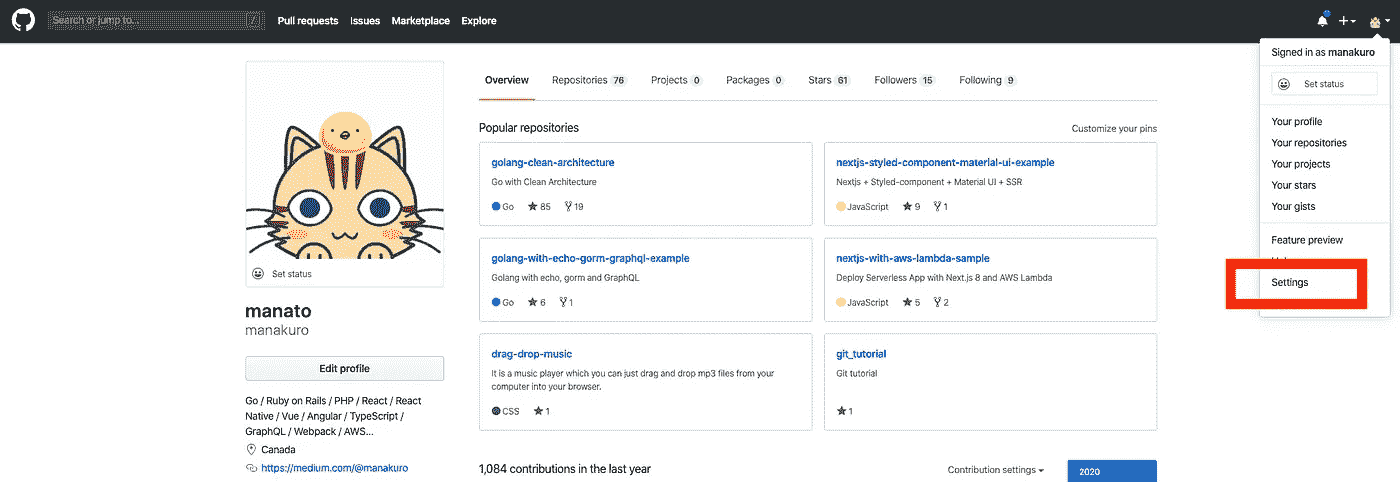 Search or jump to... /
Pull requests Issues Marketplace Explore
Signed in as manakuro
Set status
Your profile
Your repositories
Your projects
Your stars
Your gists
Feature preview
Settings
Overview Repositories 76 Projects 0 Packages 0 Stars 61 Followers 15 Following 9
Set status
manato
manakuro
Edit profile
Go / Ruby on Rails / PHP / React / React
Native / Vue / Angular / TypeScript /
GraphQL / Webpack / AWS...
Canada
https://medium.com/@manakuro
Popular repositories Customize your pins
golang-clean-architecture
Go with Clean Architecture
Go 85 19
nextjs-styled-component-material-ui-example
Nextjs + Styled-component + Material UI + SSR
JavaScript 9 1
golang-with-echo-gorm-graphql-example
Golang with echo, gorm and GraphQL
Go 6 1
nextjs-with-aws-lambda-sample
Deploy Serverless App with Next.js 8 and AWS Lambda
JavaScript 5 2
drag-drop-music
It is a music player which you can just drag and drop mp3 files from your
computer into your browser.
CSS 1
git_tutorial
Git tutorial
1
1,084 contributions in the last year Contribution settings 2020